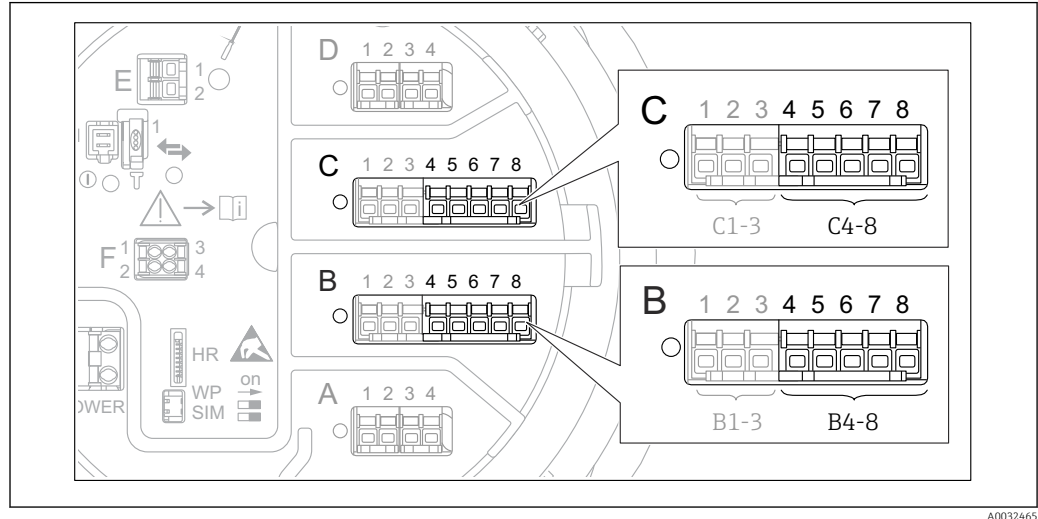 D 1 2 3 4
E 1
2
1
C 1 2 3 4 5 6 7 8
i
F 1 3
2 4
B 1 2 3 4 5 6 7 8
HR
WP on
SIM
OWER
A 1 2 3 4
C 1 2 3 4 5 6 7 8
C1-3 C4-8
B 1 2 3 4 5 6 7 8
B1-3 B4-8
A0032465